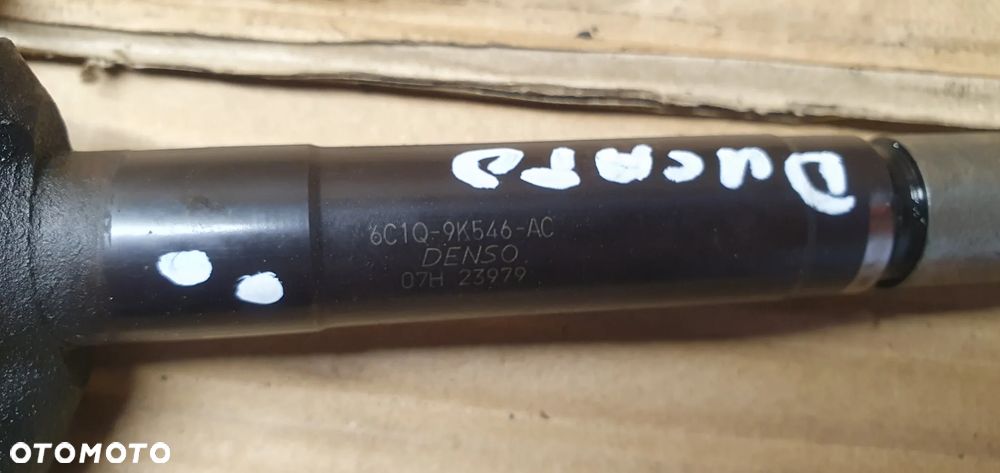 DUCATO
6C1Q-9K546-AC
DENSO
07H 23979
OTOMOTO